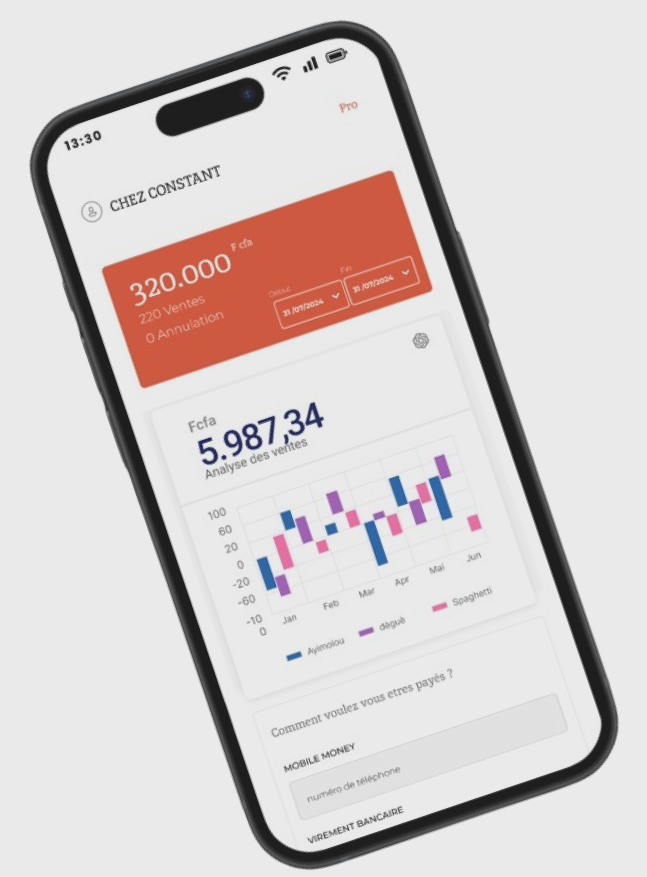 13:30
Pro
CHEZ CONSTANT
320.000 F cfa
220 Ventes
0 Annulation
Début
Fin
31 /07/2024
31 /07/2024
Fcfa
5.987,34
Analyse des ventes
100
60
20
0
-20
-60
-10
0
Jan
Feb
Mar
Apr
Mai
Jun
Ayimolou
dèguè
Spaghetti
Comment voulez vous etres payés ?
MOBILE MONEY
numéro de téléphone
VIREMENT BANCAIRE